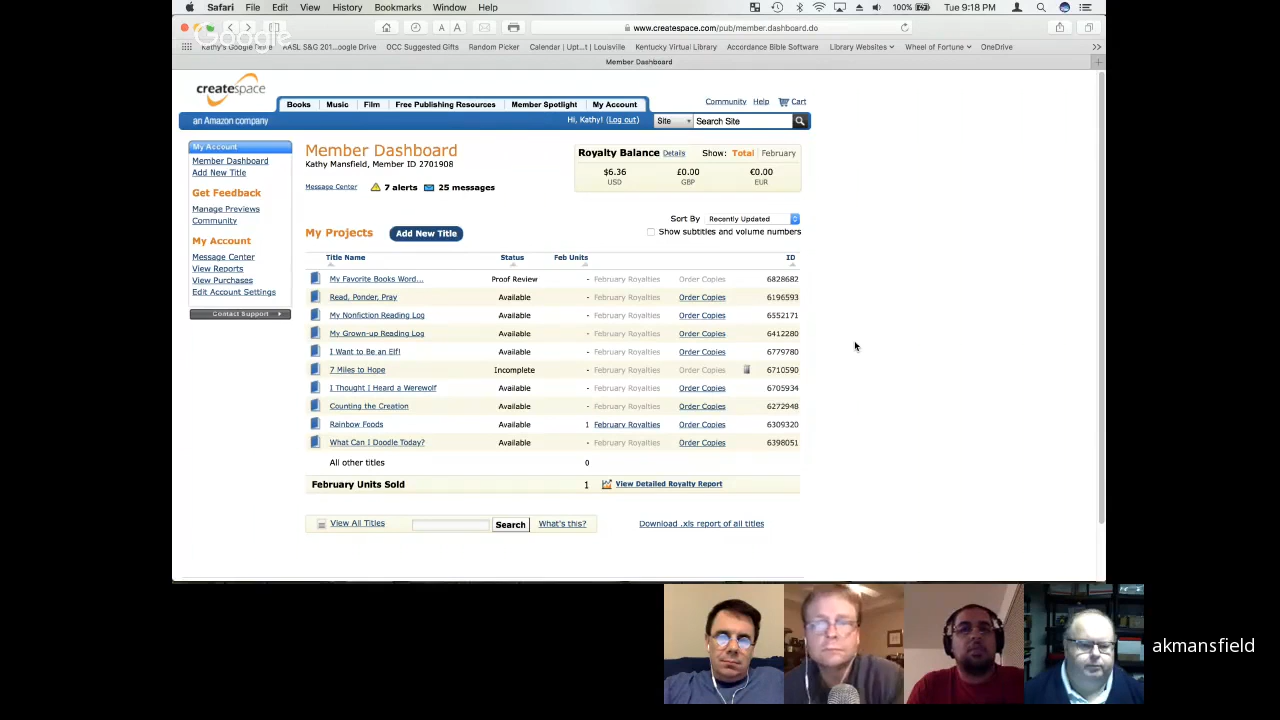 Safari File Edit View History Bookmarks Window Help 100% Tue 9:18 PM
Google
A A www.createspace.com/pub/member.dashboard.do
Kathy's Google Drive AASL S&G 201...oogle Drive OCC Suggested Gifts Random Picker Calendar | Upt...t | Louisville Kentucky Virtual Library Accordance Bible Software Library Websites Wheel of Fortune OneDrive
Member Dashboard
createspace
Books Music Film Free Publishing Resources Member Spotlight My Account Community Help Cart
an Amazon company Hi, Kathy! (Log out) Site Search Site
My Account
Member Dashboard
Add New Title
Get Feedback
Manage Previews
Community
My Account
Message Center
View Reports
View Purchases
Edit Account Settings
Contact Support
Member Dashboard
Kathy Mansfield, Member ID 2701908
Message Center 7 alerts 25 messages
Royalty Balance Details Show: Total February
$6.36 £0.00 €0.00
USD GBP EUR
Sort By Recently Updated
My Projects Add New Title Show subtitles and volume numbers
Title Name Status Feb Units ID
My Favorite Books Word... Proof Review - February Royalties Order Copies 6828682
Read, Ponder, Pray Available - February Royalties Order Copies 6196593
My Nonfiction Reading Log Available - February Royalties Order Copies 6552171
My Grown-up Reading Log Available - February Royalties Order Copies 6412280
I Want to Be an Elf! Available - February Royalties Order Copies 6779780
7 Miles to Hope Incomplete - February Royalties Order Copies 6710590
I Thought I Heard a Werewolf Available - February Royalties Order Copies 6705934
Counting the Creation Available - February Royalties Order Copies 6272948
Rainbow Foods Available 1 February Royalties Order Copies 6309320
What Can I Doodle Today? Available - February Royalties Order Copies 6398051
All other titles 0
February Units Sold 1 View Detailed Royalty Report
View All Titles Search What's this? Download .xls report of all titles
akmansfield